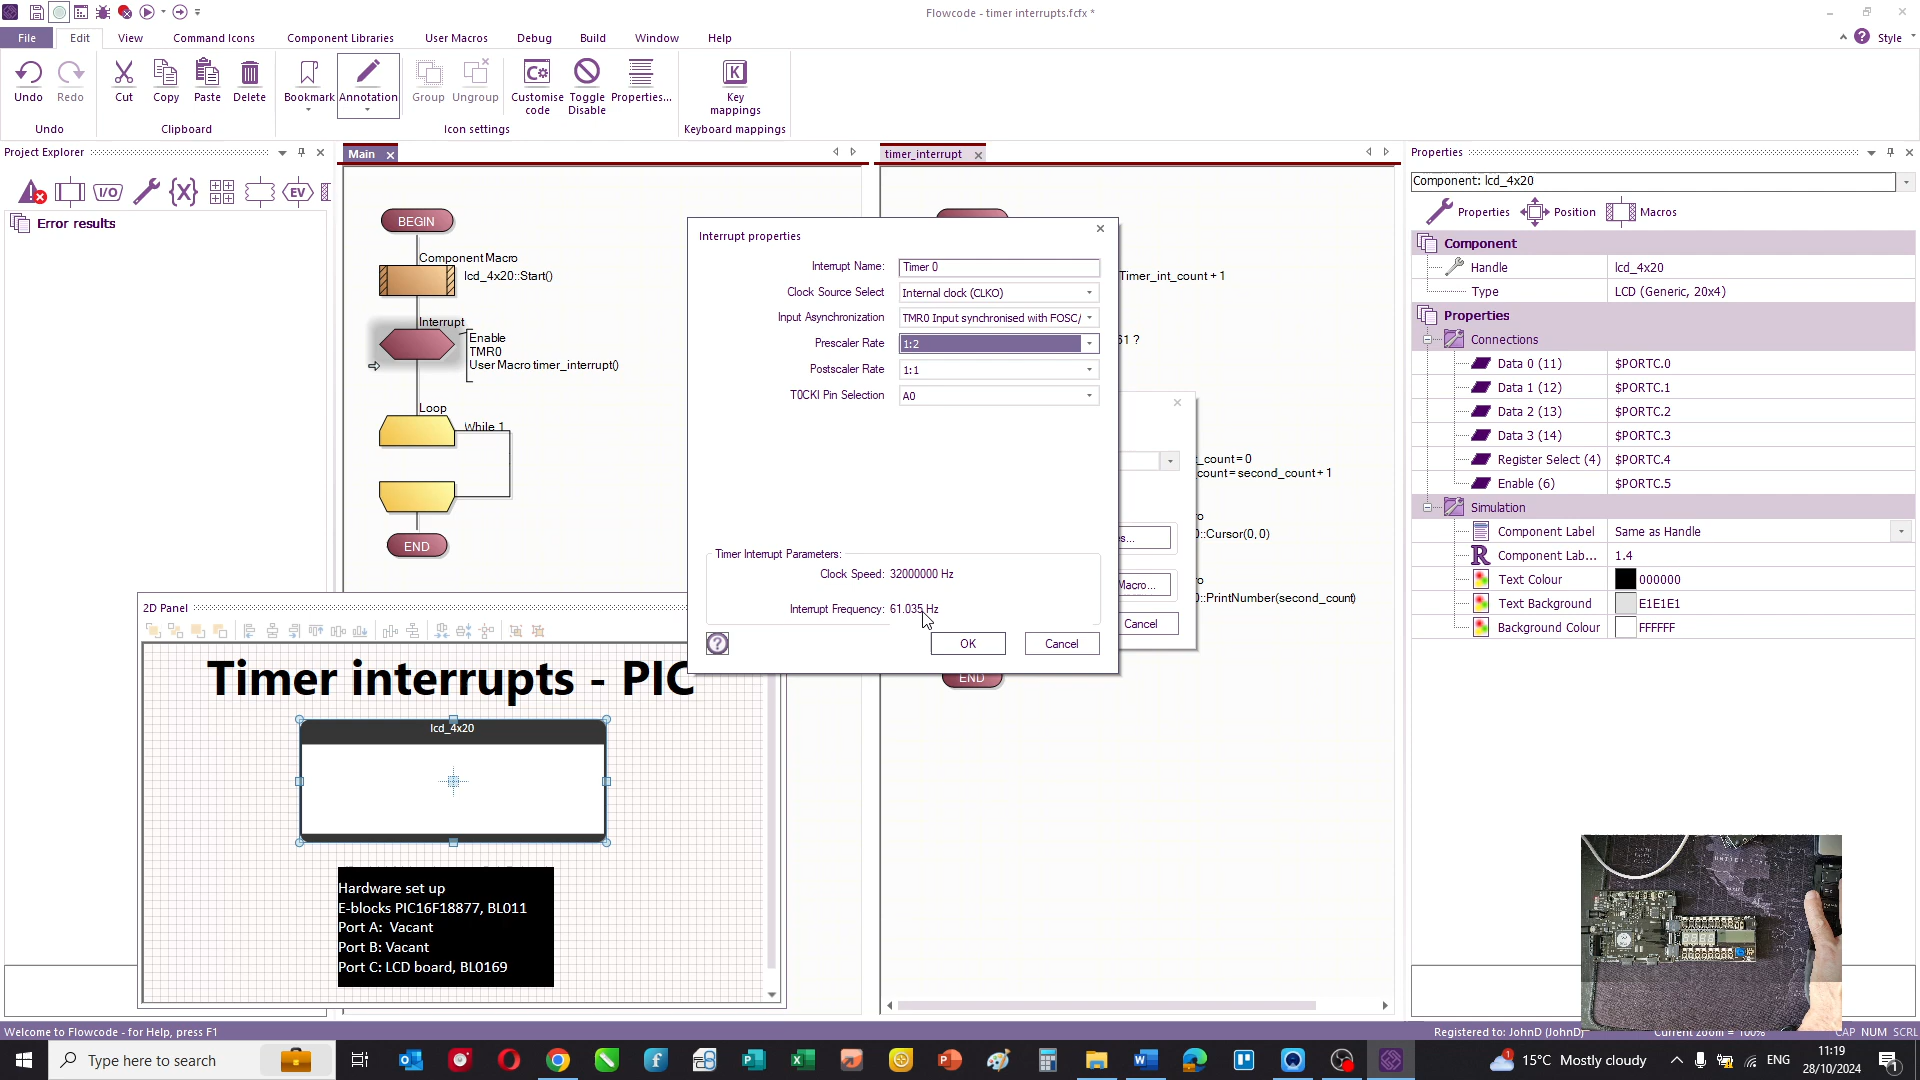 Flowcode - timer interrupts.fcfx *
File Edit View Command Icons Component Libraries User Macros Debug Build Window Help
Style
Undo Redo Cut Copy Paste Delete Bookmark Annotation Group Ungroup Customise code Toggle Disable Properties... Key mappings
Undo Clipboard Icon settings Keyboard mappings
Project Explorer
I/O
EV
Error results
Main
BEGIN
Component Macro
lcd_4x20::Start()
Interrupt
Enable
TMR0
User Macro timer_interrupt()
Loop
While 1
END
timer_interrupt
Timer_int_count + 1
61 ?
t_count = 0
count = second_count + 1
::Cursor(0, 0)
::PrintNumber(second_count)
END
Interrupt properties
Interrupt Name: Timer 0
Clock Source Select Internal clock (CLKO)
Input Asynchronization TMR0 Input synchronised with FOSC/
Prescaler Rate 1:2
Postscaler Rate 1:1
T0CKI Pin Selection A0
Timer Interrupt Parameters:
Clock Speed: 32000000 Hz
Interrupt Frequency: 61.035 Hz
OK Cancel
Macro...
Cancel
2D Panel
Timer interrupts - PIC
lcd_4x20
Hardware set up
E-blocks PIC16F18877, BL011
Port A: Vacant
Port B: Vacant
Port C: LCD board, BL0169
Properties
Component: lcd_4x20
Properties Position Macros
Component
Handle lcd_4x20
Type LCD (Generic, 20x4)
Properties
Connections
Data 0 (11) $PORTC.0
Data 1 (12) $PORTC.1
Data 2 (13) $PORTC.2
Data 3 (14) $PORTC.3
Register Select (4) $PORTC.4
Enable (6) $PORTC.5
Simulation
Component Label Same as Handle
Component Lab... 1.4
Text Colour 000000
Text Background E1E1E1
Background Colour FFFFFF
Welcome to Flowcode - for Help, press F1
Registered to: JohnD (JohnD)
Current zoom = 100%
CAP NUM SCRL
Type here to search
15°C Mostly cloudy
ENG
11:19
28/10/2024